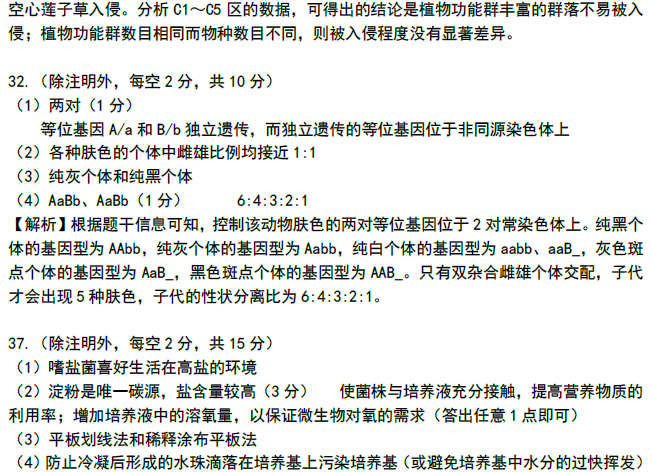 空心莲子草入侵。分析 C1～C5 区的数据，可得出的结论是植物功能群丰富的群落不易被入
侵；植物功能群数目相同而物种数目不同，则被入侵程度没有显著差异。
32.（除注明外，每空 2 分，共 10 分）
（1）两对（1 分）
等位基因 A/a 和 B/b 独立遗传，而独立遗传的等位基因位于非同源染色体上
（2）各种肤色的个体中雌雄比例均接近 1:1
（3）纯灰个体和纯黑个体
（4）AaBb、AaBb（1 分） 6:4:3:2:1
【解析】根据题干信息可知，控制该动物肤色的两对等位基因位于 2 对常染色体上。纯黑个
体的基因型为 AAbb，纯灰个体的基因型为 Aabb，纯白个体的基因型为 aabb、aaB_，灰色斑
点个体的基因型为 AaB_，黑色斑点个体的基因型为 AAB_。只有双杂合雌雄个体交配，子代
才会出现 5 种肤色，子代的性状分离比为 6:4:3:2:1。
37.（除注明外，每空 2 分，共 15 分）
（1）嗜盐菌喜好生活在高盐的环境
（2）淀粉是唯一碳源，盐含量较高（3 分） 使菌株与培养液充分接触，提高营养物质的
利用率；增加培养液中的溶氧量，以保证微生物对氧的需求（答出任意 1 点即可）
（3）平板划线法和稀释涂布平板法
（4）防止冷凝后形成的水珠滴落在培养基上污染培养基（或避免培养基中水分的过快挥发）